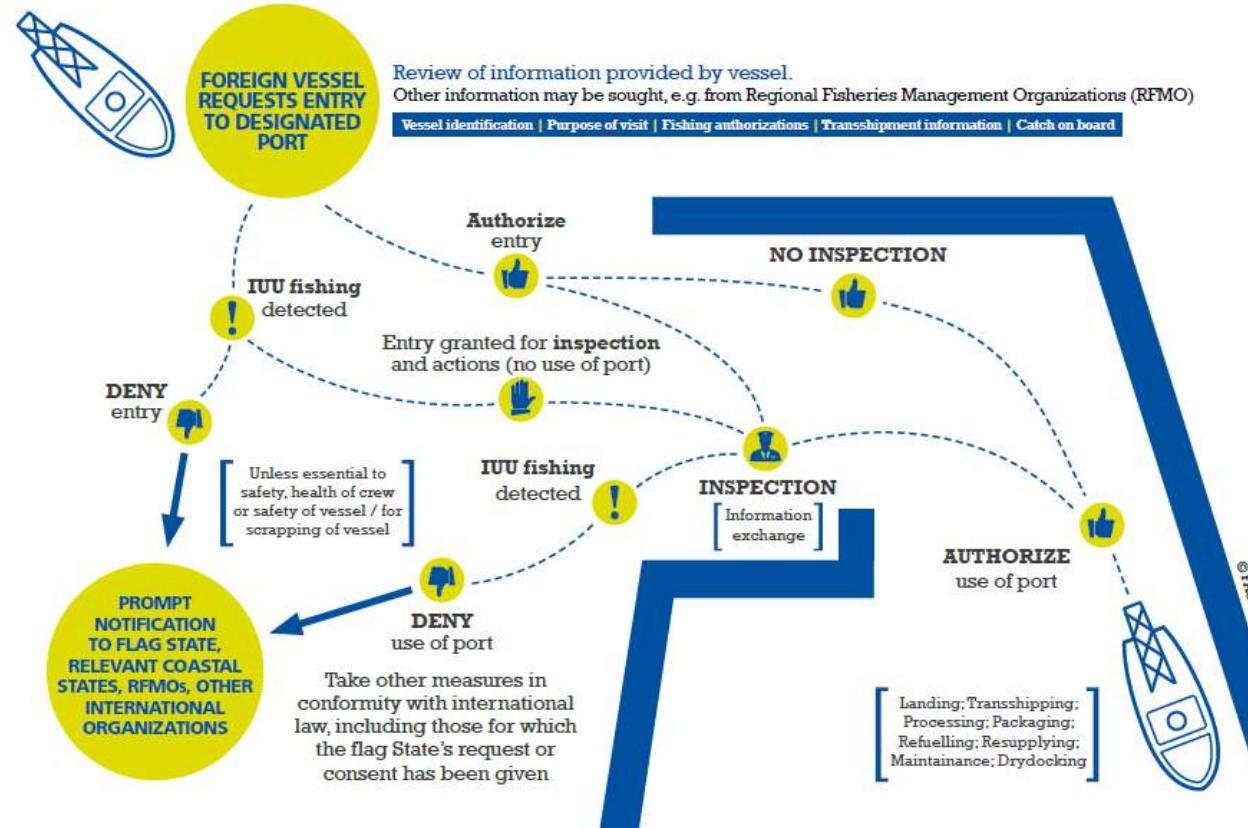 FOREIGN VESSEL
REQUESTS ENTRY
TO DESIGNATED
PORT
Review of information provided by vessel.
Other information may be sought, e.g. from Regional Fisheries Management Organizations (RFMO)
Vessel identification | Purpose of visit | Fishing authorizations | Transshipment information | Catch on board
Authorize
entry
NO INSPECTION
IUU fishing
detected
Entry granted for inspection
and actions (no use of port)
DENY
entry
Unless essential to
safety, health of crew
or safety of vessel / for
scrapping of vessel
IUU fishing
detected
INSPECTION
Information
exchange
AUTHORIZE
use of port
DENY
use of port
PROMPT
NOTIFICATION
TO FLAG STATE,
RELEVANT COASTAL
STATES, RFMOs, OTHER
INTERNATIONAL
ORGANIZATIONS
Take other measures in
conformity with international
law, including those for which
the flag State's request or
consent has been given
Landing; Transshipping;
Processing; Packaging;
Refuelling; Resupplying;
Maintainance; Drydocking